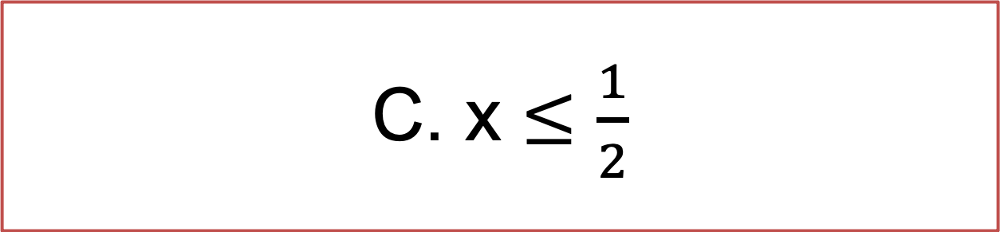 C. x ≤ 1/2